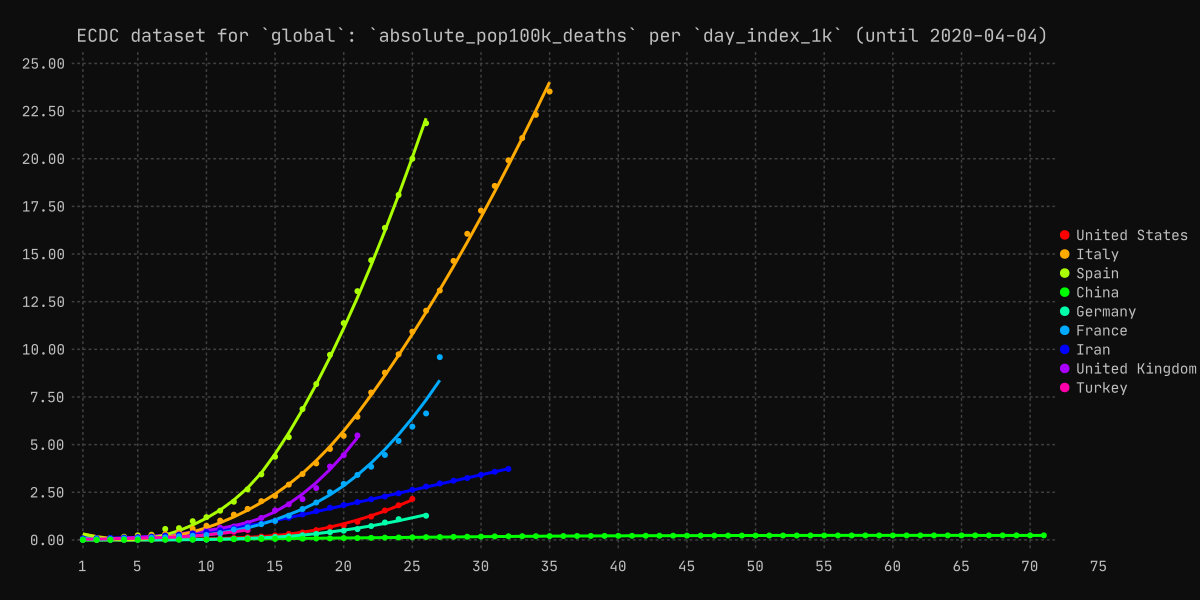 ECDC dataset for `global`: `absolute_pop100k_deaths` per `day_index_1k` (until 2020-04-04)
25.00
22.50
20.00
17.50
15.00
12.50
10.00
7.50
5.00
2.50
0.00
1 5 10 15 20 25 30 35 40 45 50 55 60 65 70 75
United States
Italy
Spain
China
Germany
France
Iran
United Kingdom
Turkey